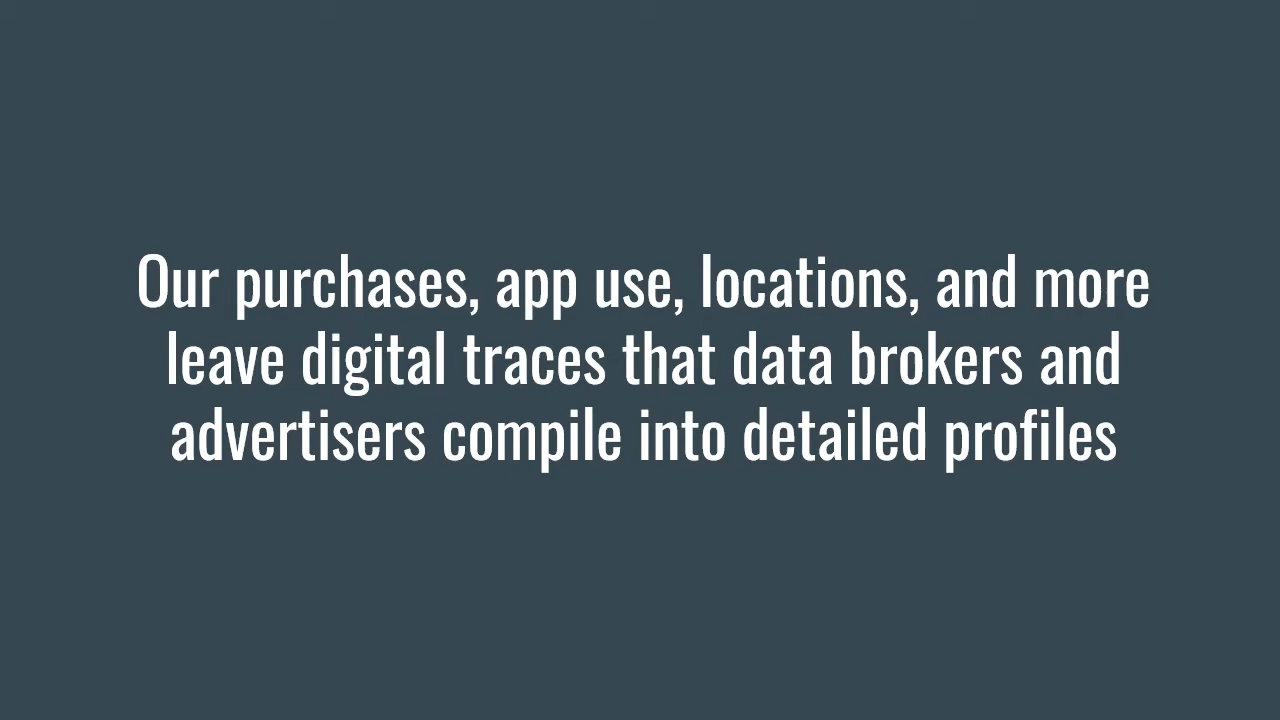 Our purchases, app use, locations, and more
leave digital traces that data brokers and
advertisers compile into detailed profiles